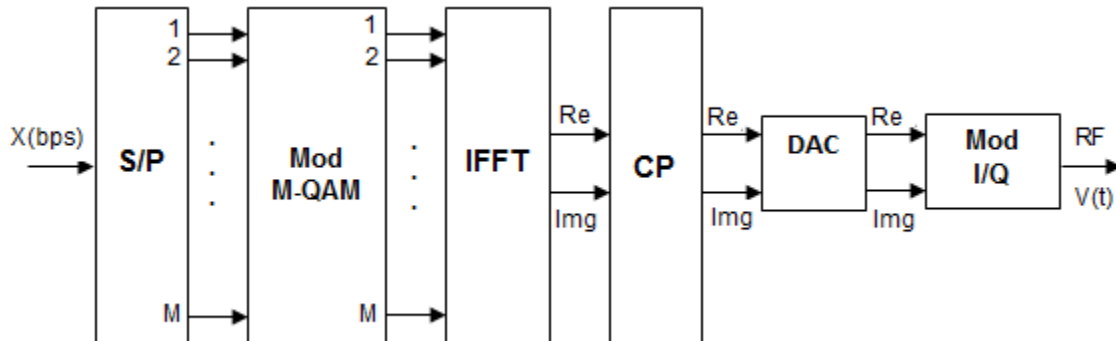 X(bps)
S/P
1
2
M
Mod
M-QAM
1
2
M
IFFT
Re
Img
CP
Re
Img
DAC
Re
Img
Mod
I/Q
RF
V(t)